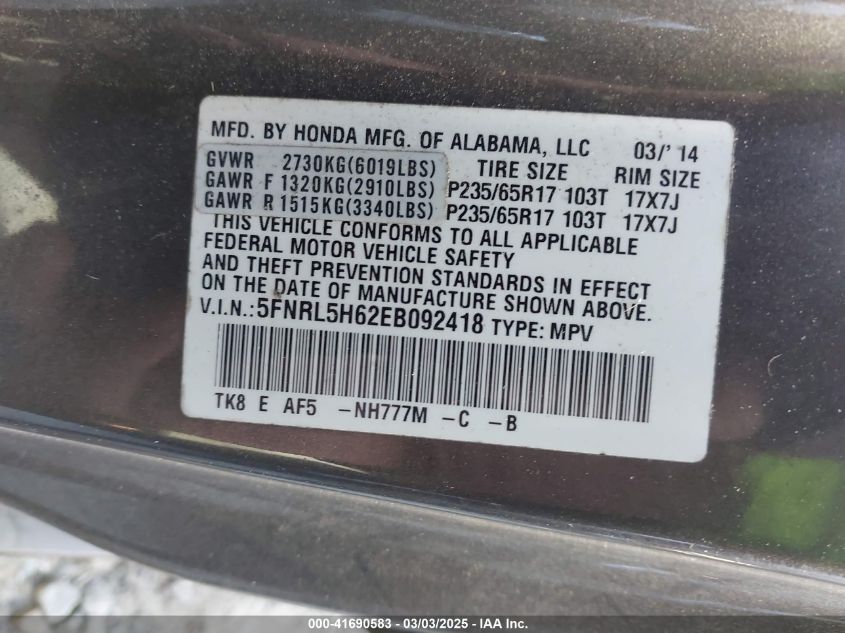 MFD. BY HONDA MFG. OF ALABAMA, LLC 03/' 14
GVWR 2730KG(6019LBS) TIRE SIZE RIM SIZE
GAWR F 1320KG(2910LBS) P235/65R17 103T 17X7J
GAWR R 1515KG(3340LBS) P235/65R17 103T 17X7J
THIS VEHICLE CONFORMS TO ALL APPLICABLE
FEDERAL MOTOR VEHICLE SAFETY
AND THEFT PREVENTION STANDARDS IN EFFECT
ON THE DATE OF MANUFACTURE SHOWN ABOVE.
V.I.N.:5FNRL5H62EB092418 TYPE: MPV
TK8 E AF5 -NH777M -C -B
000-41690583 - 03/03/2025 - IAA Inc.